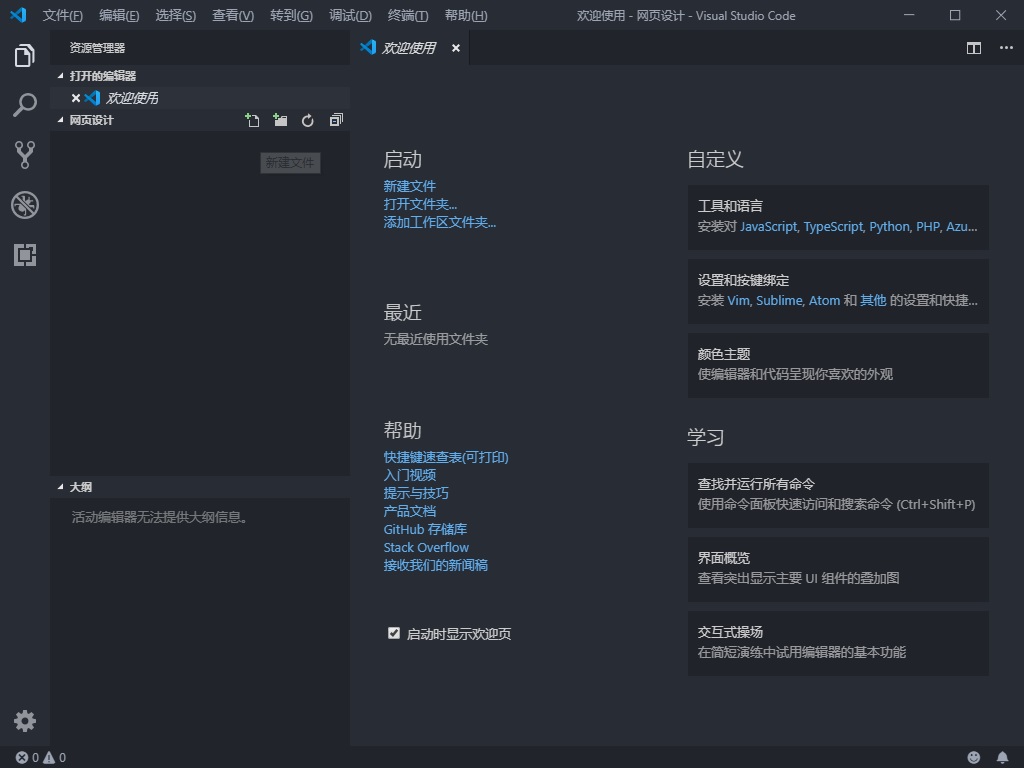 文件(F) 编辑(E) 选择(S) 查看(V) 转到(G) 调试(D) 终端(T) 帮助(H) 欢迎使用 - 网页设计 - Visual Studio Code
资源管理器
欢迎使用
打开的编辑器
欢迎使用
网页设计
新建文件
大纲
活动编辑器无法提供大纲信息。
启动
新建文件
打开文件夹...
添加工作区文件夹...
最近
无最近使用文件夹
帮助
快捷键速查表(可打印)
入门视频
提示与技巧
产品文档
GitHub 存储库
Stack Overflow
接收我们的新闻稿
启动时显示欢迎页
自定义
工具和语言
安装对 JavaScript, TypeScript, Python, PHP, Azu...
设置和按键绑定
安装 Vim, Sublime, Atom 和 其他 的设置和快捷...
颜色主题
使编辑器和代码呈现你喜欢的外观
学习
查找并运行所有命令
使用命令面板快速访问和搜索命令 (Ctrl+Shift+P)
界面概览
查看突出显示主要 UI 组件的叠加图
交互式操场
在简短演练中试用编辑器的基本功能
0 0